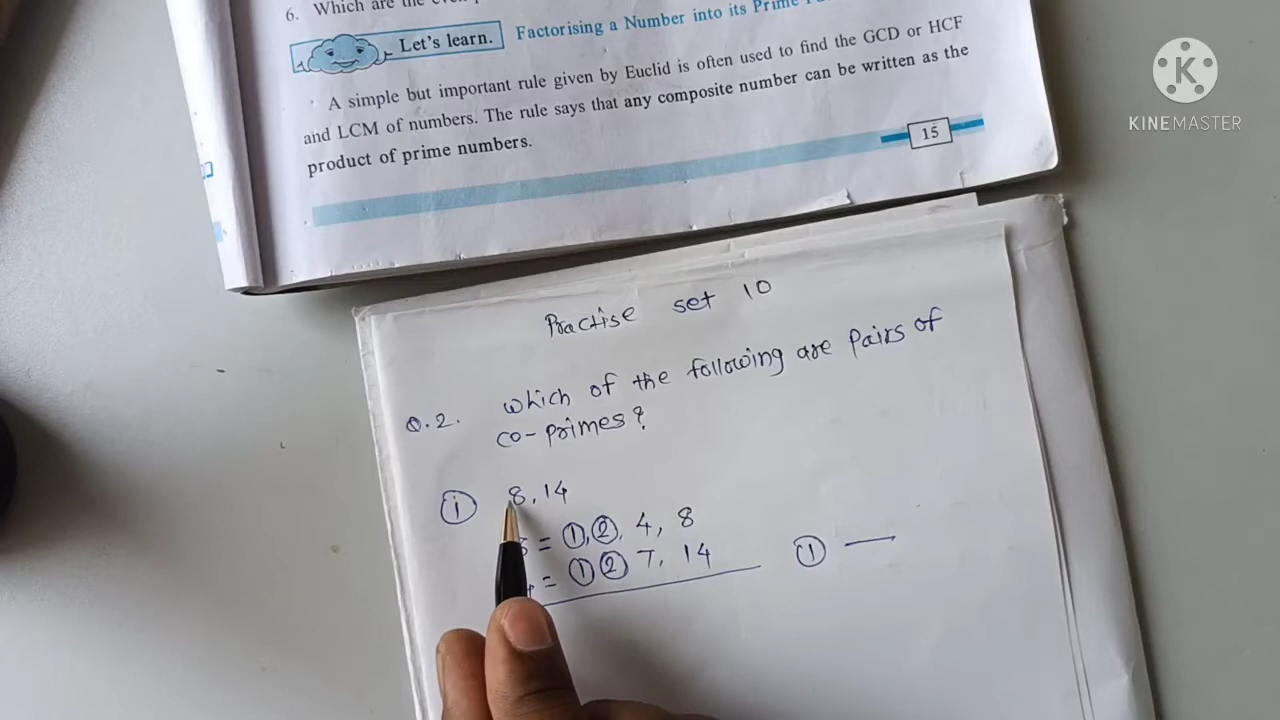 6. Which are the even
Let's learn. Factorising a Number into its Prime
A simple but important rule given by Euclid is often used to find the GCD or HCF
and LCM of numbers. The rule says that any composite number can be written as the
product of prime numbers.
15
KINEMASTER
Practise set 10
Q.2. Which of the following are pairs of
co-primes?
i 8, 14
= 1, 2, 4, 8
= 1 2 7, 14
1 —